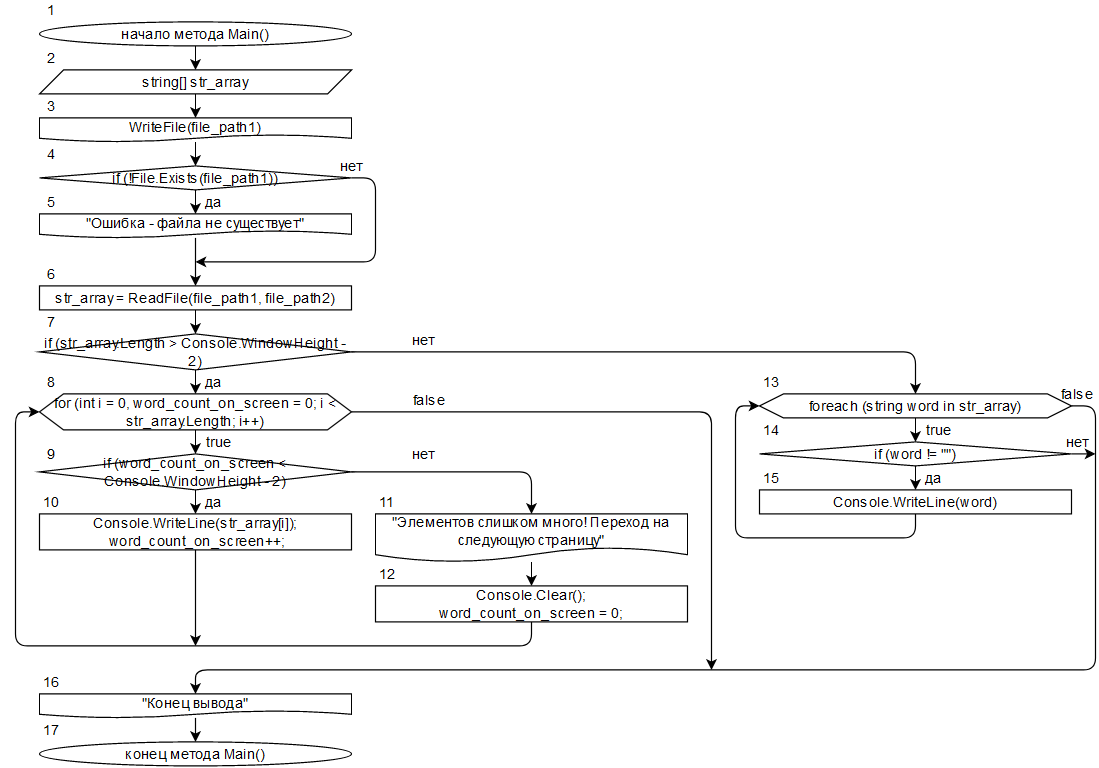 1
начало метода Main()
2
string[] str_array
3
WriteFile(file_path1)
4
if (!File.Exists(file_path1))
нет
да
5
"Ошибка - файла не существует"
6
str_array = ReadFile(file_path1, file_path2)
7
if (str_array.Length > Console.WindowHeight -
2)
нет
да
8
for (int i = 0, word_count_on_screen = 0; i <
str_array.Length; i++)
false
true
9
if (word_count_on_screen <
Console.WindowHeight - 2)
нет
да
10
Console.WriteLine(str_array[i]);
word_count_on_screen++;
11
"Элементов слишком много! Переход на
следующую страницу"
12
Console.Clear();
word_count_on_screen = 0;
13
foreach (string word in str_array)
false
true
14
if (word != "")
нет
да
15
Console.WriteLine(word)
16
"Конец вывода"
17
конец метода Main()